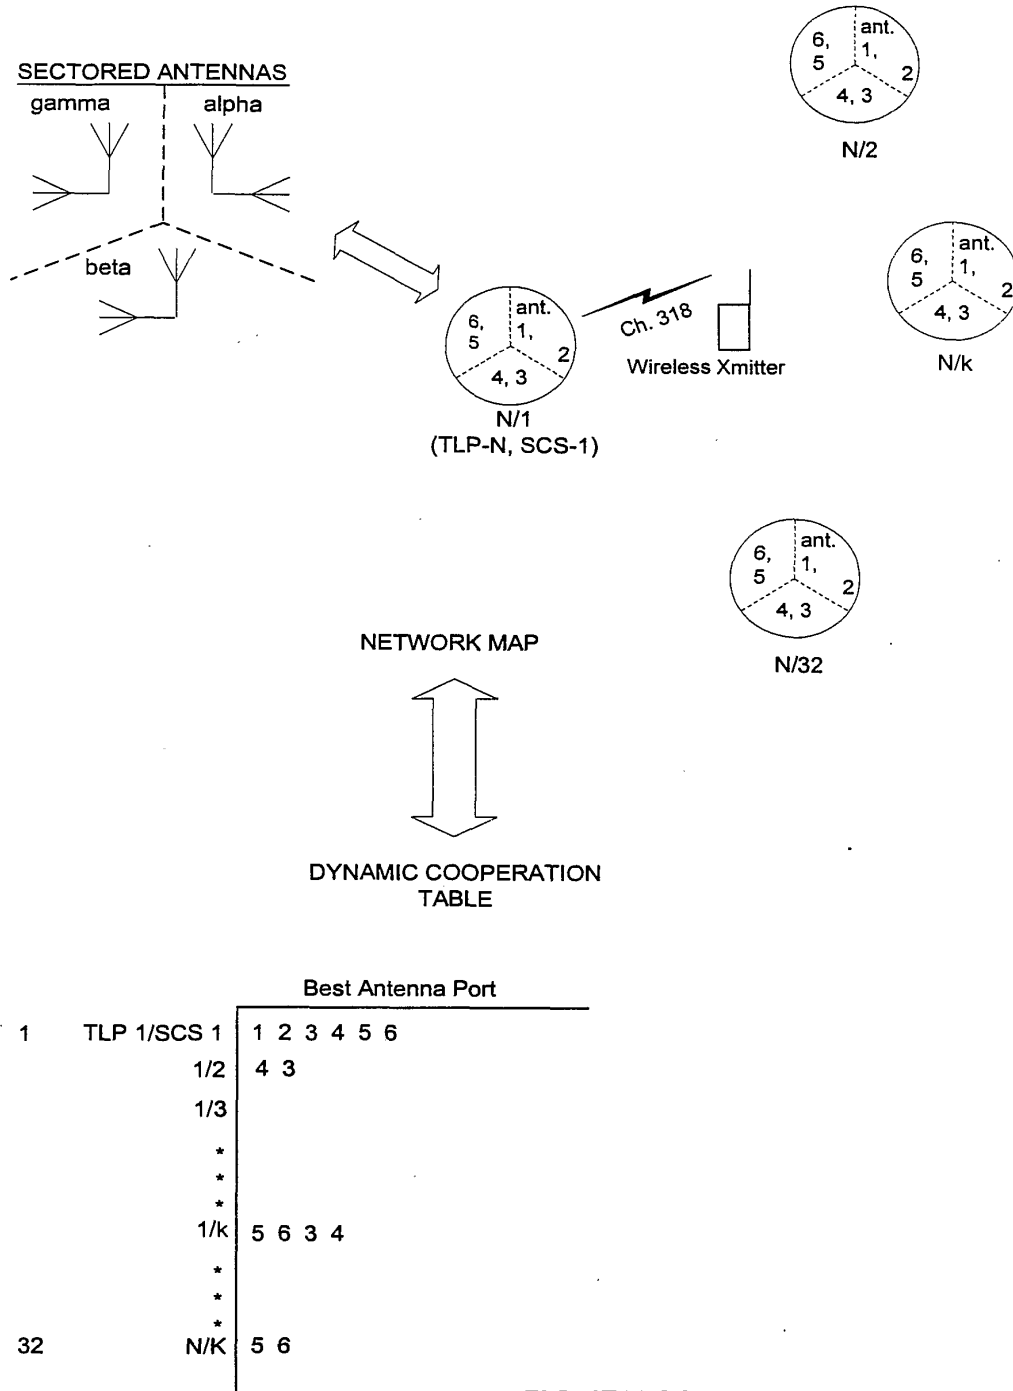 SECTORED ANTENNAS
gamma alpha
beta
6, ant.
5 1, 2
4, 3
N/2
6, ant.
5 1, 2
4, 3
N/k
6, ant.
5 1, 2
4, 3
N/1
(TLP-N, SCS-1)
Ch. 318
Wireless Xmitter
6, ant.
5 1, 2
4, 3
N/32
NETWORK MAP
DYNAMIC COOPERATION
TABLE
Best Antenna Port
1 TLP 1/SCS 1 1 2 3 4 5 6
1/2 4 3
1/3
*
*
*
1/k 5 6 3 4
*
*
*
32 N/K 5 6